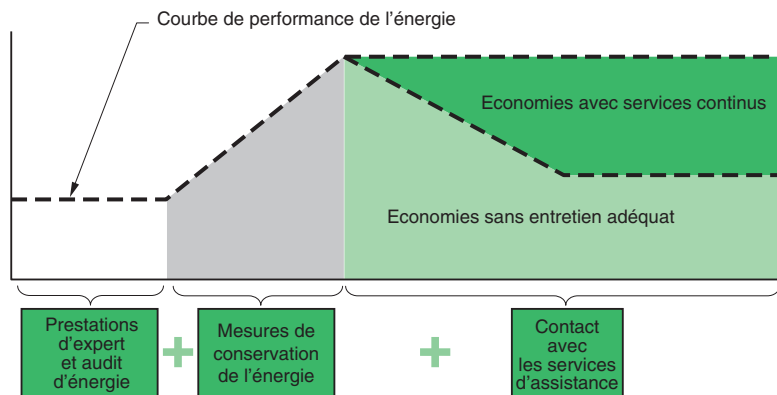 Courbe de performance de l'énergie
Economies avec services continus
Economies sans entretien adéquat
Prestations
d'expert
et audit
d'énergie
+
Mesures de
conservation
de l'énergie
+
Contact
avec
les services
d'assistance